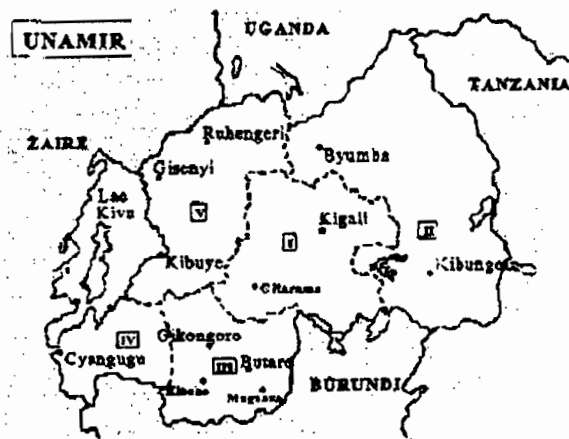 UNAMIR
UGANDA
TANZANIA
ZAIRE
Ruhengeri
Byumba
Gisenyi
Lac
Kivu
V
I
Kigali
II
Kibuye
Kibungo
Gitarama
IV
Gikongoro
Cyangugu
III
Butare
BURUNDI